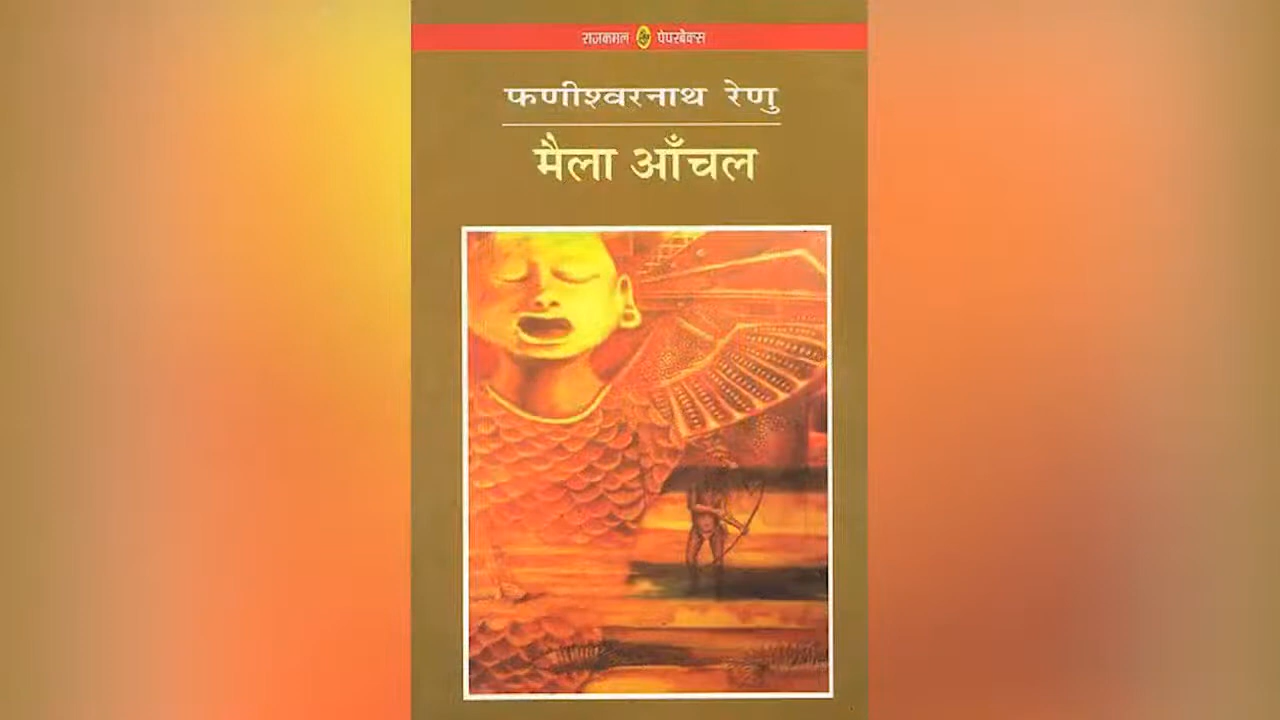 राजकमल पेपरबैक्स
फणीश्वरनाथ रेणु
मैला आँचल